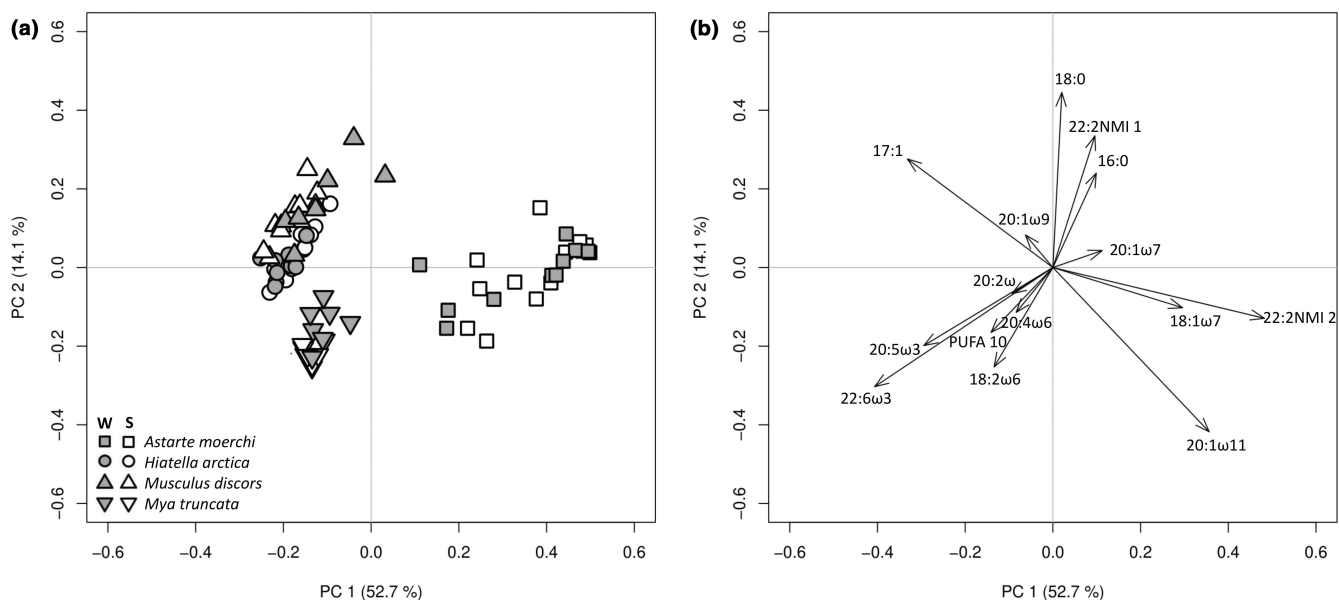 (a)
0.6
0.4
0.2
0.0
−0.2
−0.4
−0.6
PC 2 (14.1 %)
W S
Astarte moerchi
Hiatella arctica
Musculus discors
Mya truncata
−0.6 −0.4 −0.2 0.0 0.2 0.4 0.6
PC 1 (52.7 %)
(b)
0.6
0.4
0.2
0.0
−0.2
−0.4
−0.6
PC 2 (14.1 %)
18:0
22:2NMI 1
17:1
16:0
20:1ω9
20:1ω7
20:2ω
22:2NMI 2
18:1ω7
20:4ω6
PUFA 10
20:5ω3
18:2ω6
22:6ω3
20:1ω11
−0.6 −0.4 −0.2 0.0 0.2 0.4 0.6
PC 1 (52.7 %)